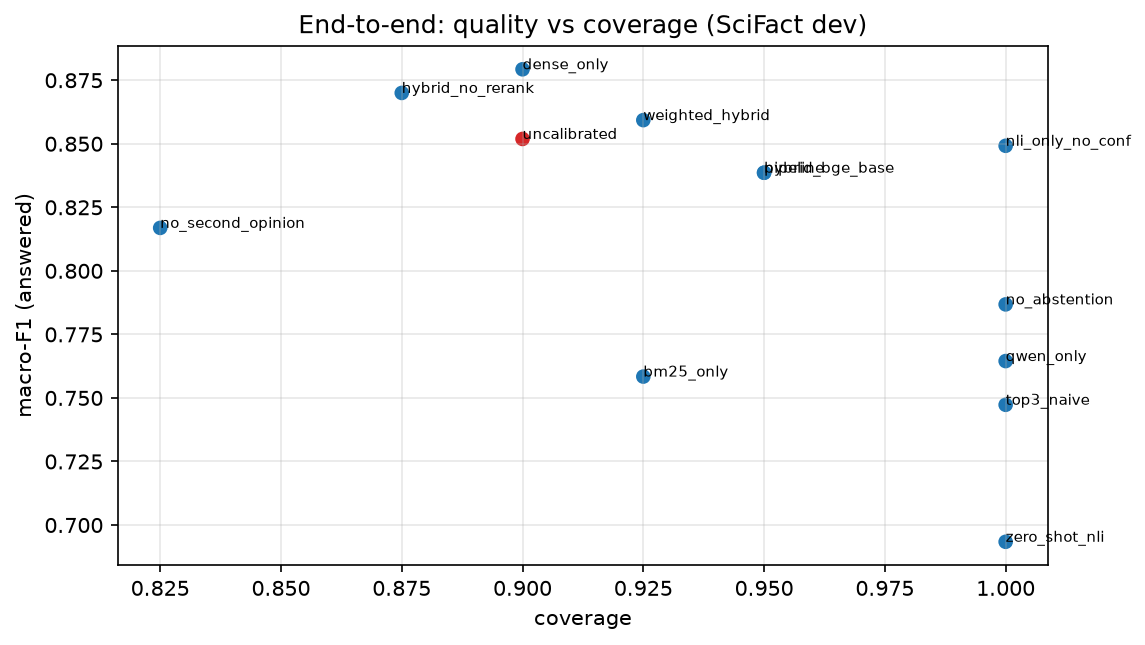 End-to-end: quality vs coverage (SciFact dev)
macro-F1 (answered)
0.875
0.850
0.825
0.800
0.775
0.750
0.725
0.700
dense_only
hybrid_no_rerank
weighted_hybrid
uncalibrated
nli_only_no_conf
hybrid_bge_base
no_second_opinion
no_abstention
qwen_only
bm25_only
top3_naive
zero_shot_nli
0.825
0.850
0.875
0.900
0.925
0.950
0.975
1.000
coverage